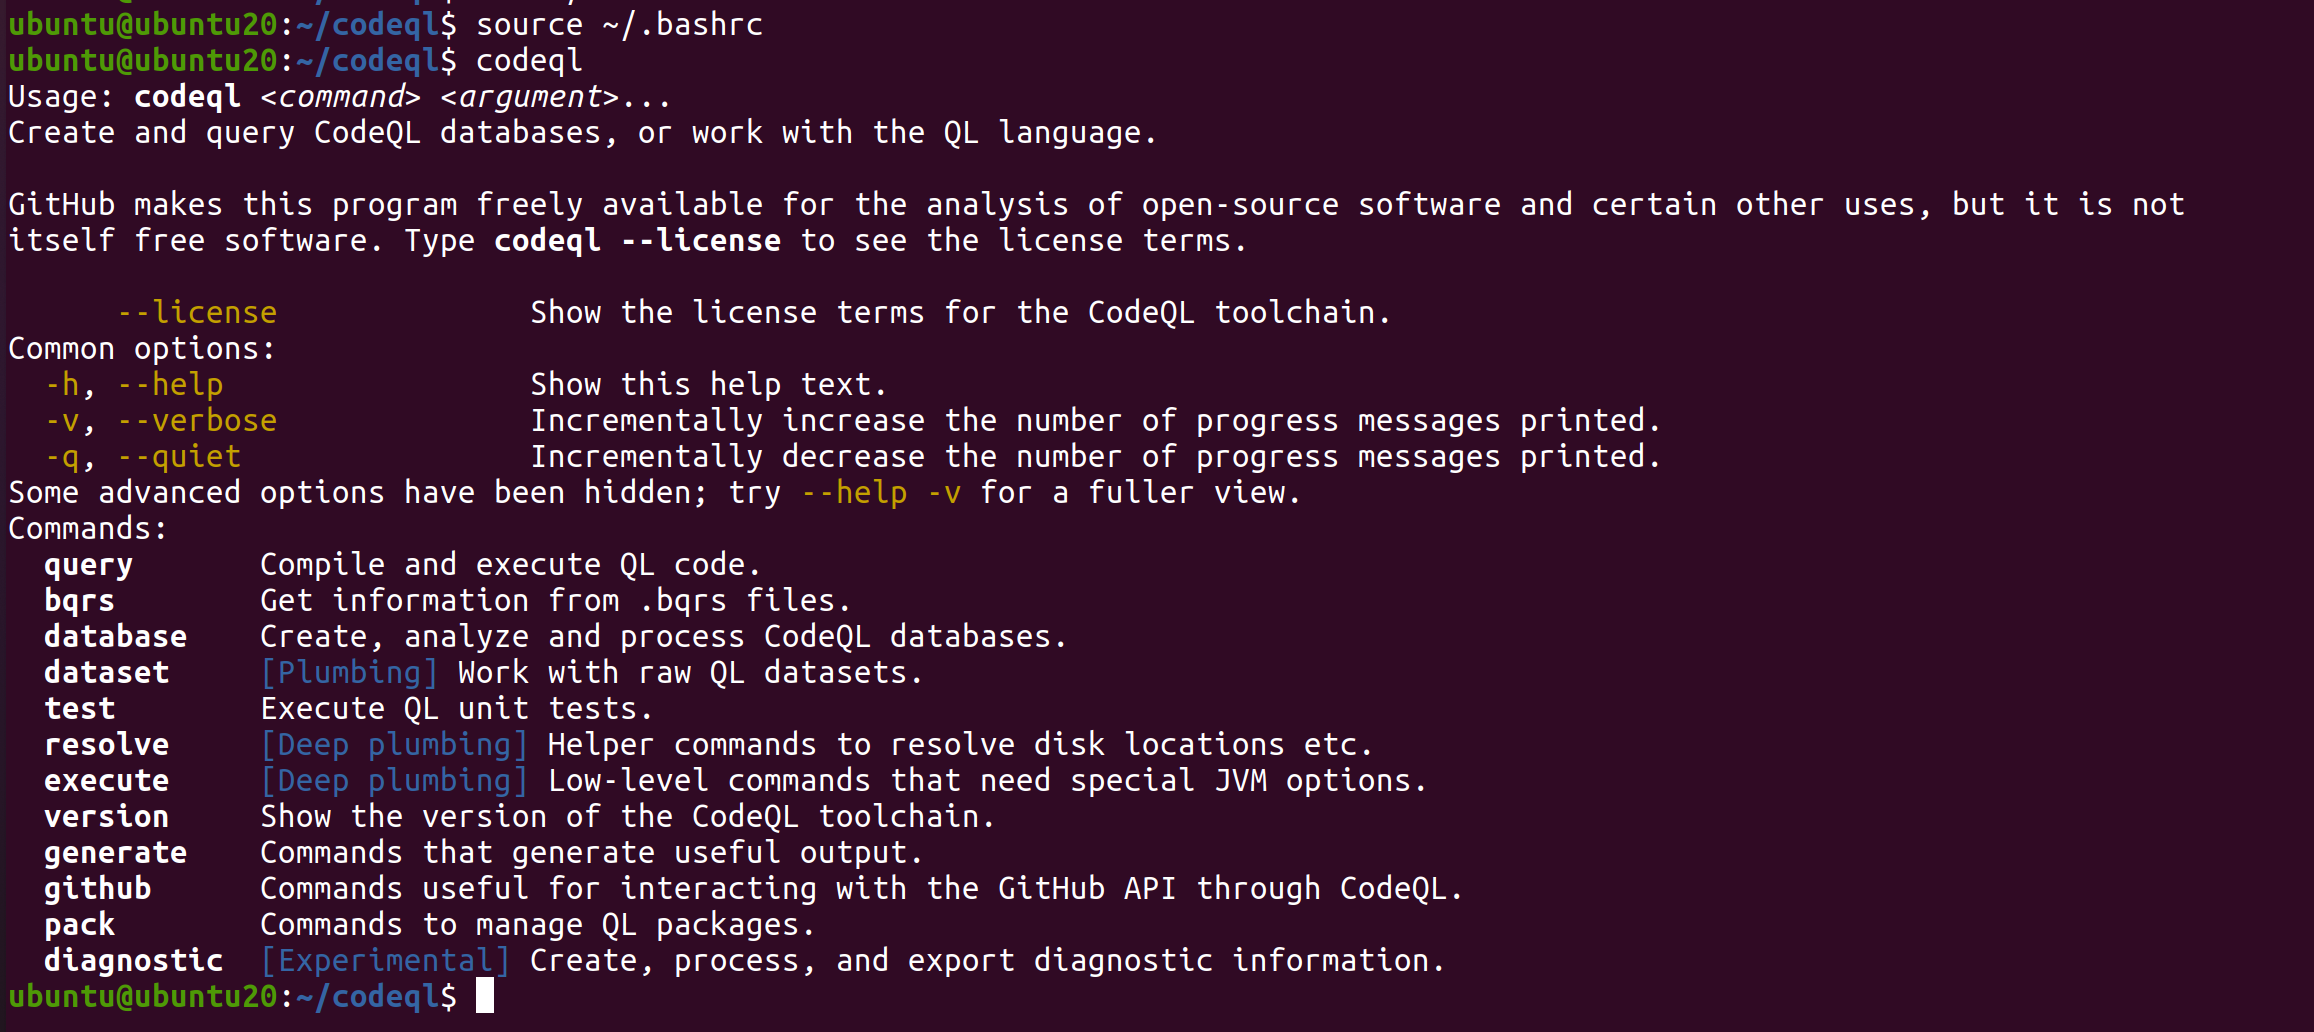 ubuntu@ubuntu20:~/codeql$ source ~/.bashrc
ubuntu@ubuntu20:~/codeql$ codeql
Usage: codeql <command> <argument>...
Create and query CodeQL databases, or work with the QL language.

GitHub makes this program freely available for the analysis of open-source software and certain other uses, but it is not
itself free software. Type codeql --license to see the license terms.

      --license              Show the license terms for the CodeQL toolchain.
Common options:
  -h, --help                 Show this help text.
  -v, --verbose              Incrementally increase the number of progress messages printed.
  -q, --quiet                Incrementally decrease the number of progress messages printed.
Some advanced options have been hidden; try --help -v for a fuller view.
Commands:
  query       Compile and execute QL code.
  bqrs        Get information from .bqrs files.
  database    Create, analyze and process CodeQL databases.
  dataset     [Plumbing] Work with raw QL datasets.
  test        Execute QL unit tests.
  resolve     [Deep plumbing] Helper commands to resolve disk locations etc.
  execute     [Deep plumbing] Low-level commands that need special JVM options.
  version     Show the version of the CodeQL toolchain.
  generate    Commands that generate useful output.
  github      Commands useful for interacting with the GitHub API through CodeQL.
  pack        Commands to manage QL packages.
  diagnostic  [Experimental] Create, process, and export diagnostic information.
ubuntu@ubuntu20:~/codeql$